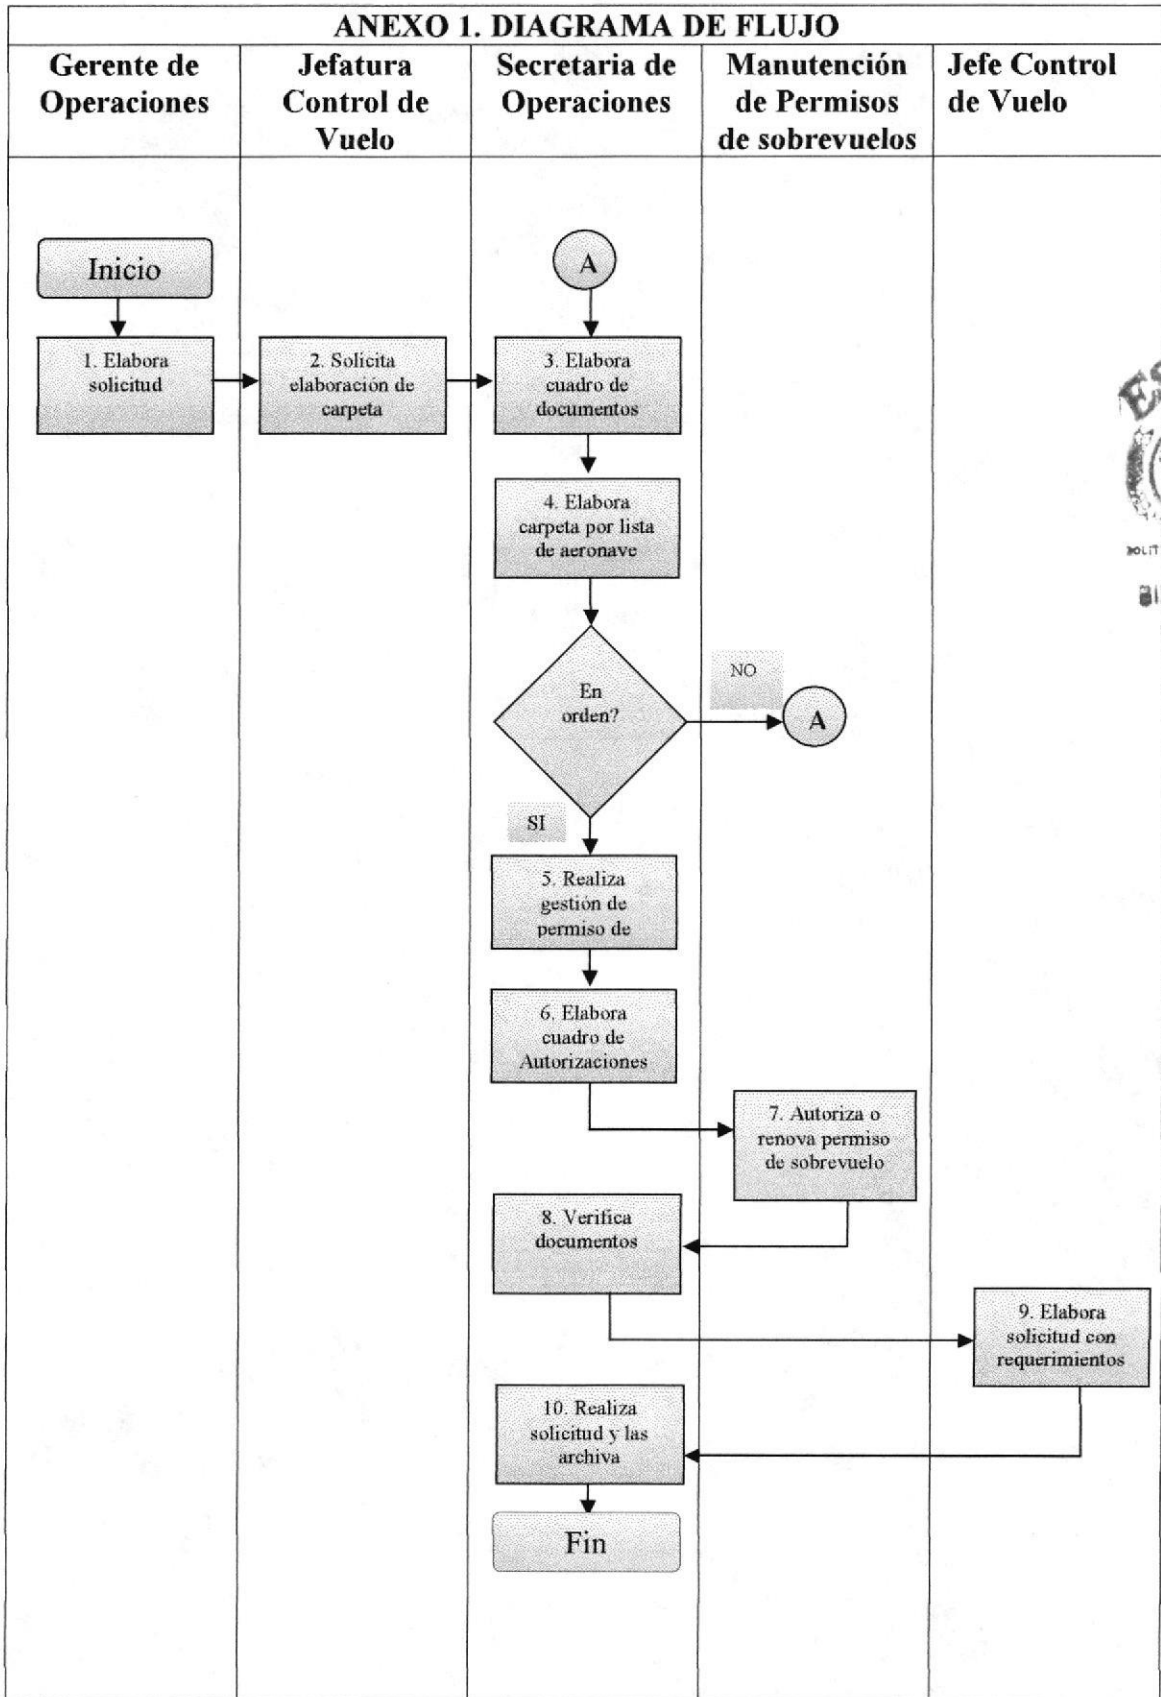 ANEXO 1. DIAGRAMA DE FLUJO
Gerente de
Operaciones
Jefatura
Control de
Vuelo
Secretaria de
Operaciones
Manutención
de Permisos
de sobrevuelos
Jefe Control
de Vuelo
Inicio
A
1. Elabora
solicitud
2. Solicita
elaboración de
carpeta
3. Elabora
cuadro de
documentos
4. Elabora
carpeta por lista
de aeronave
En
orden?
NO
A
SI
5. Realiza
gestión de
permiso de
6. Elabora
cuadro de
Autorizaciones
7. Autoriza o
renova permiso
de sobrevuelo
8. Verifica
documentos
9. Elabora
solicitud con
requerimientos
10. Realiza
solicitud y las
archiva
Fin